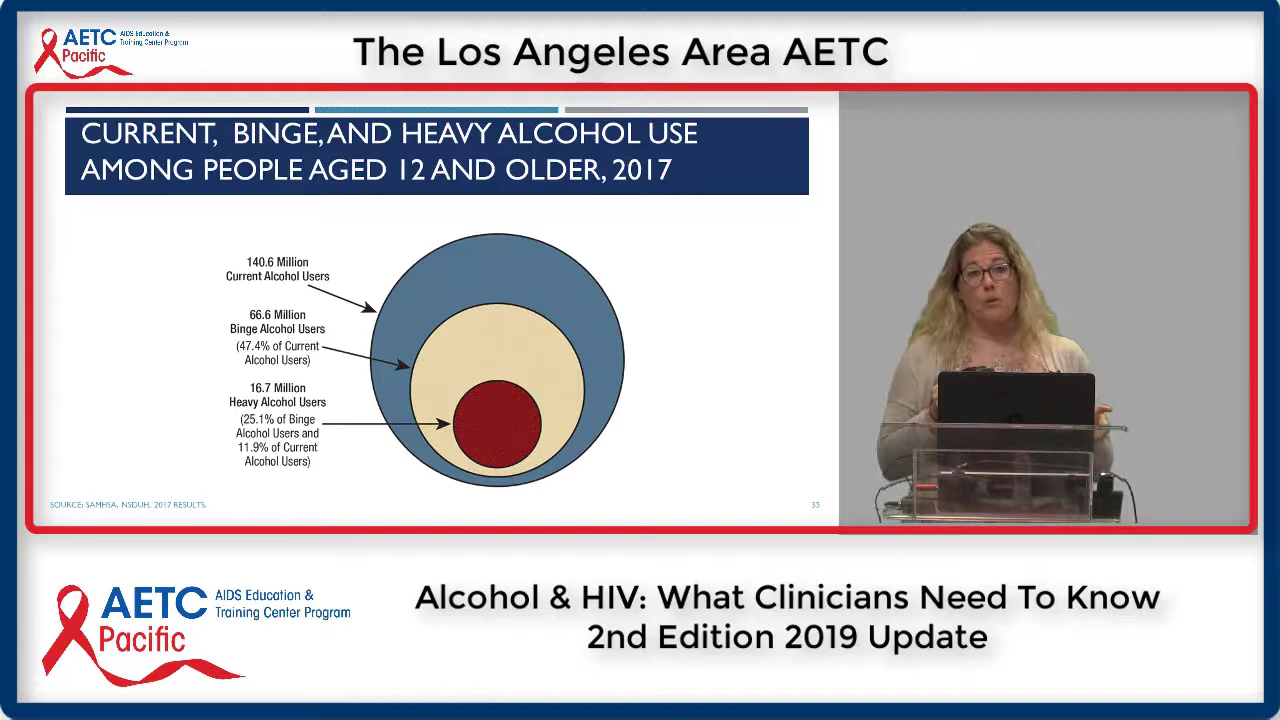 AETC
Pacific
AIDS Education &
Training Center Program
The Los Angeles Area AETC
CURRENT, BINGE, AND HEAVY ALCOHOL USE
AMONG PEOPLE AGED 12 AND OLDER, 2017
140.6 Million
Current Alcohol Users
66.6 Million
Binge Alcohol Users
(47.4% of Current
Alcohol Users)
16.7 Million
Heavy Alcohol Users
(25.1% of Binge
Alcohol Users and
11.9% of Current
Alcohol Users)
SOURCE: SAMHSA, NSDUH, 2017 RESULTS.
35
AETC
Pacific
AIDS Education &
Training Center Program
Alcohol & HIV: What Clinicians Need To Know
2nd Edition 2019 Update